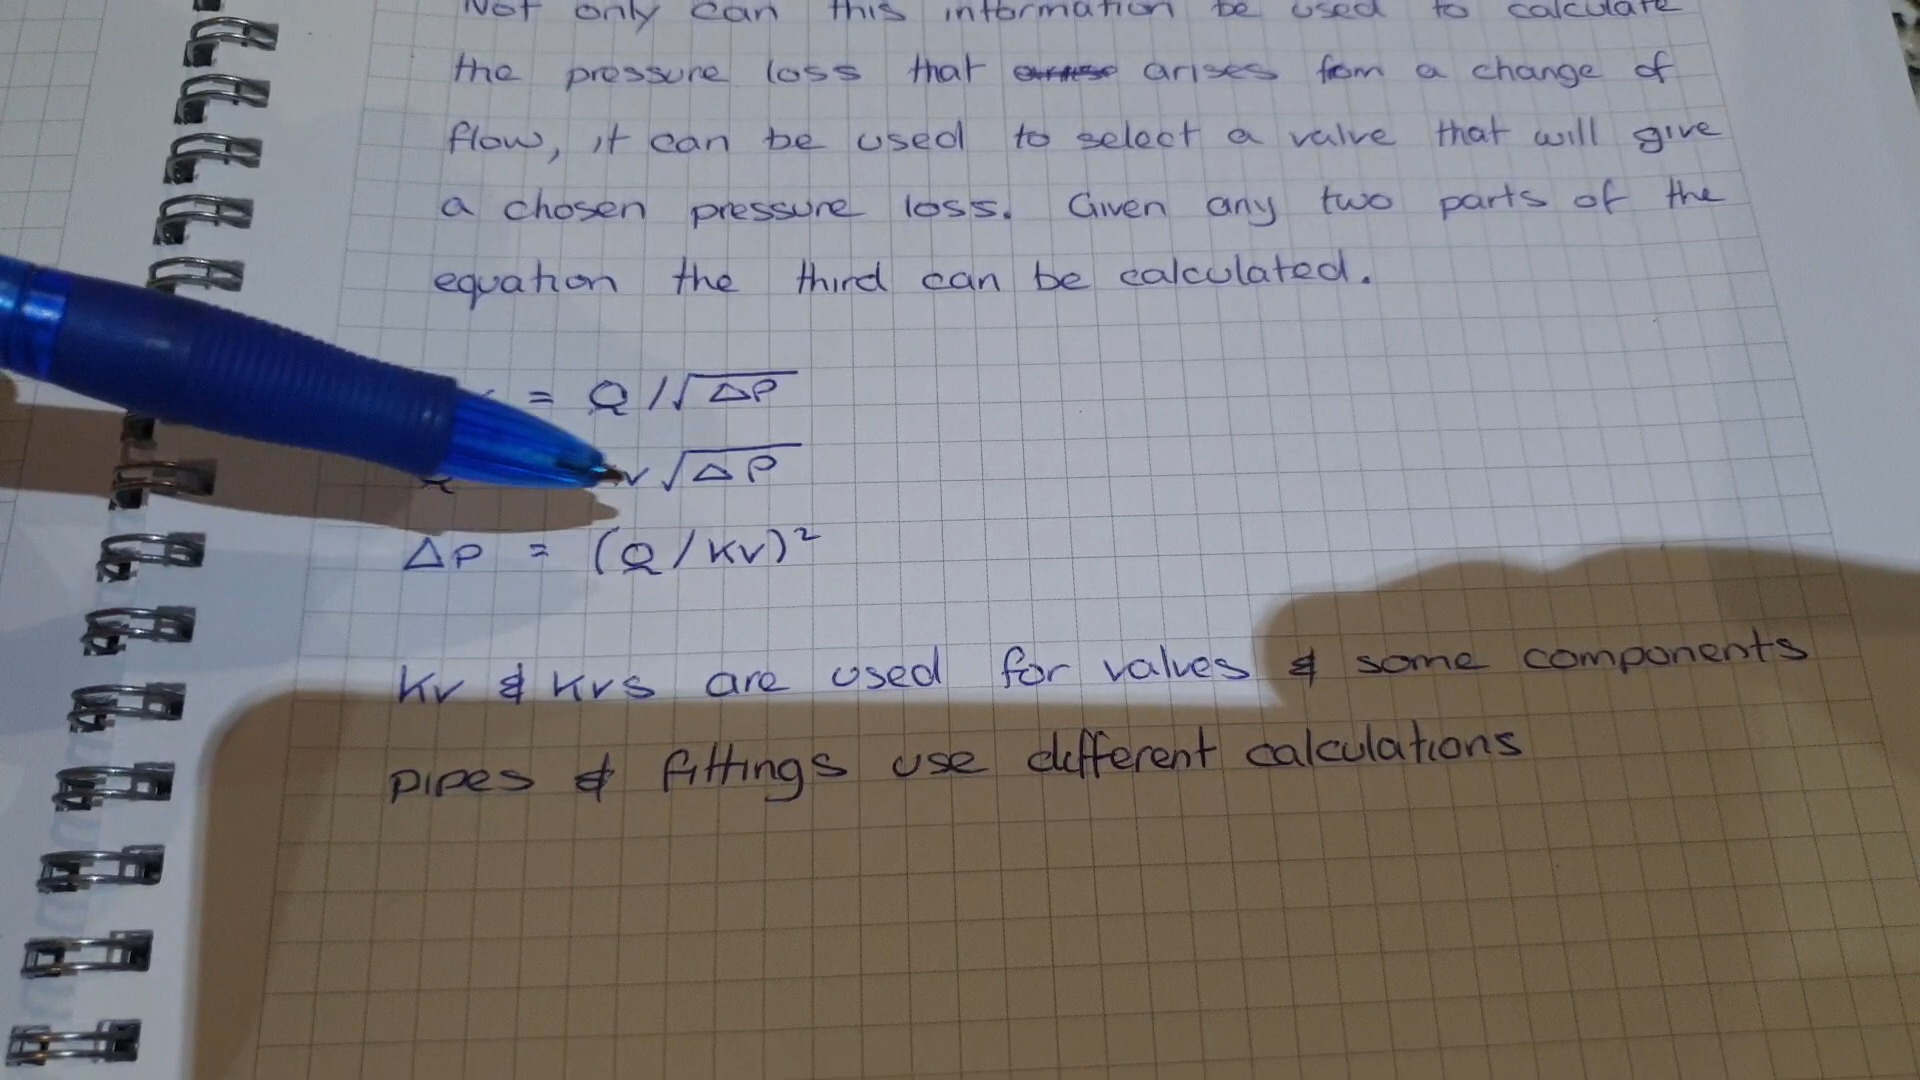 Not only can this information be used to calculate
the pressure loss that arises from a change of
flow, it can be used to select a valve that will give
a chosen pressure loss. Given any two parts of the
equation the third can be calculated.
= Q/√ΔP
v√ΔP
ΔP = (Q/Kv)²
Kv & Kvs are used for valves & some components
pipes & fittings use different calculations